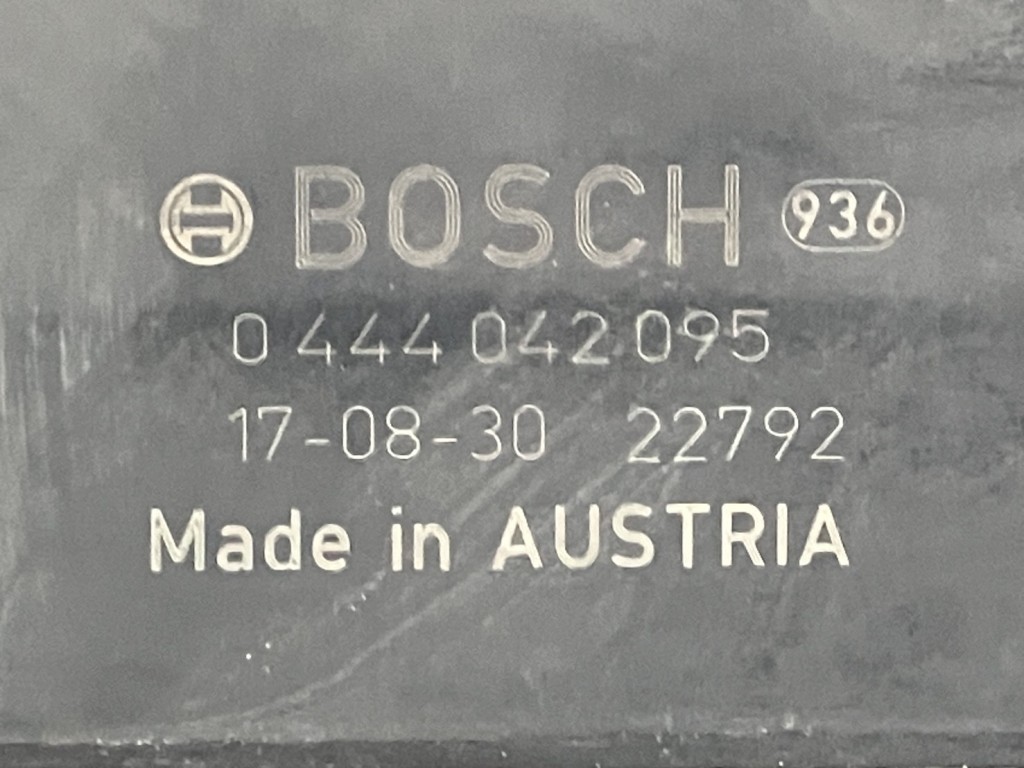 BOSCH 936
0 444 042 095
17-08-30 22792
Made in AUSTRIA